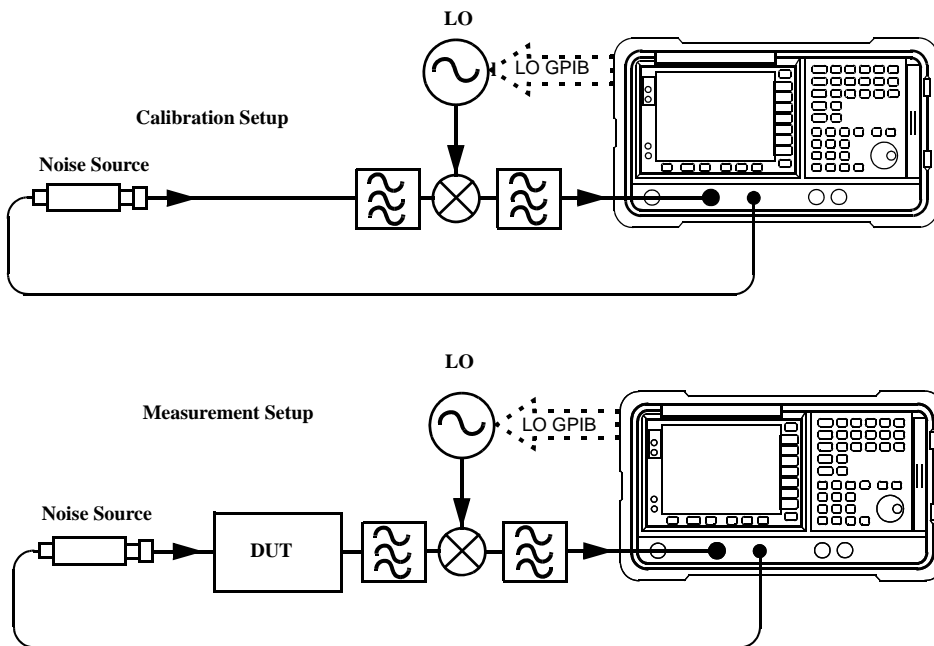 LO
LO GPIB
Calibration Setup
Noise Source
LO
Measurement Setup
LO GPIB
Noise Source
DUT